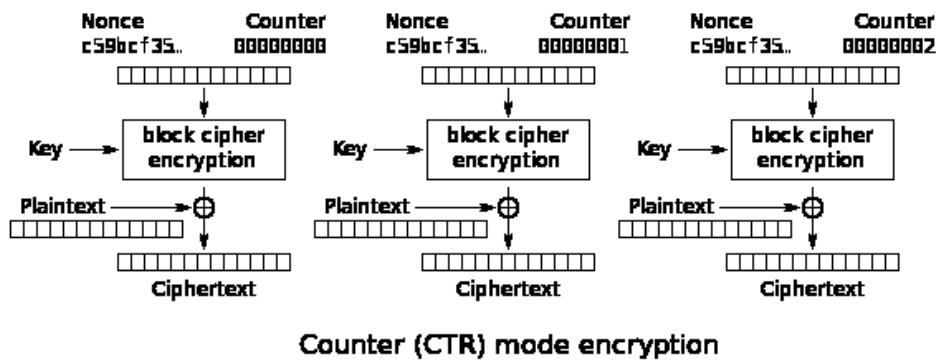 Nonce Counter Nonce Counter Nonce Counter
c59bcf35… 00000000 c59bcf35… 00000001 c59bcf35… 00000002
Key block cipher encryption Key block cipher encryption Key block cipher encryption
Plaintext Plaintext Plaintext
Ciphertext Ciphertext Ciphertext
Counter (CTR) mode encryption